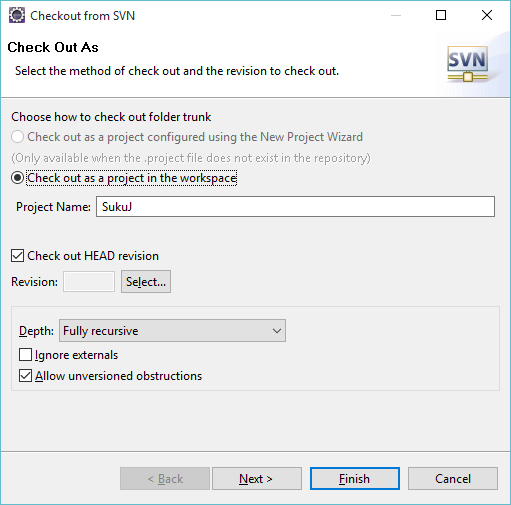 Checkout from SVN
Check Out As
Select the method of check out and the revision to check out.
SVN
Choose how to check out folder trunk
Check out as a project configured using the New Project Wizard
(Only available when the .project file does not exist in the repository)
Check out as a project in the workspace
Project Name: SukuJ
Check out HEAD revision
Revision: Select...
Depth: Fully recursive
Ignore externals
Allow unversioned obstructions
< Back Next > Finish Cancel